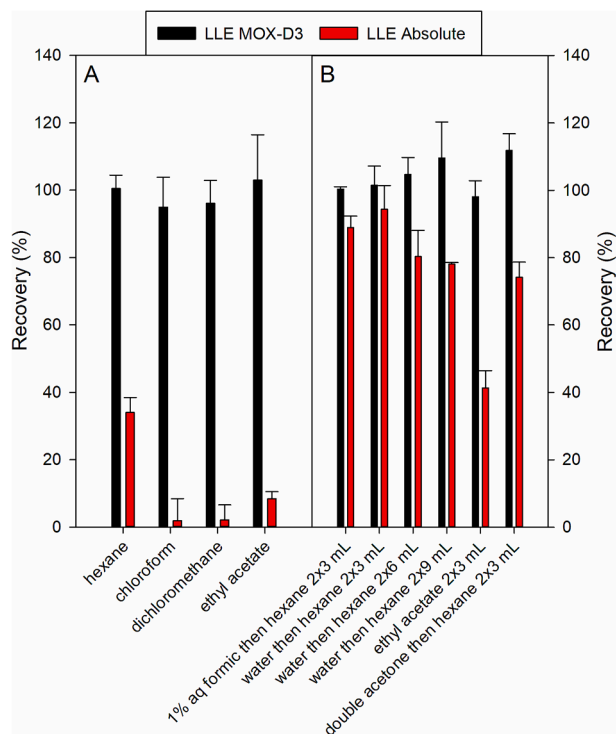 LLE MOX-D3 LLE Absolute
A B
140 140
120 120
100 100
80 80
60 60
40 40
20 20
0 0
Recovery (%)
Recovery (%)
hexane
chloroform
dichloromethane
ethyl acetate
1% aq formic then hexane 2x3 mL
water then hexane 2x3 mL
water then hexane 2x6 mL
water then hexane 2x9 mL
ethyl acetate 2x3 mL
double acetone then hexane 2x3 mL